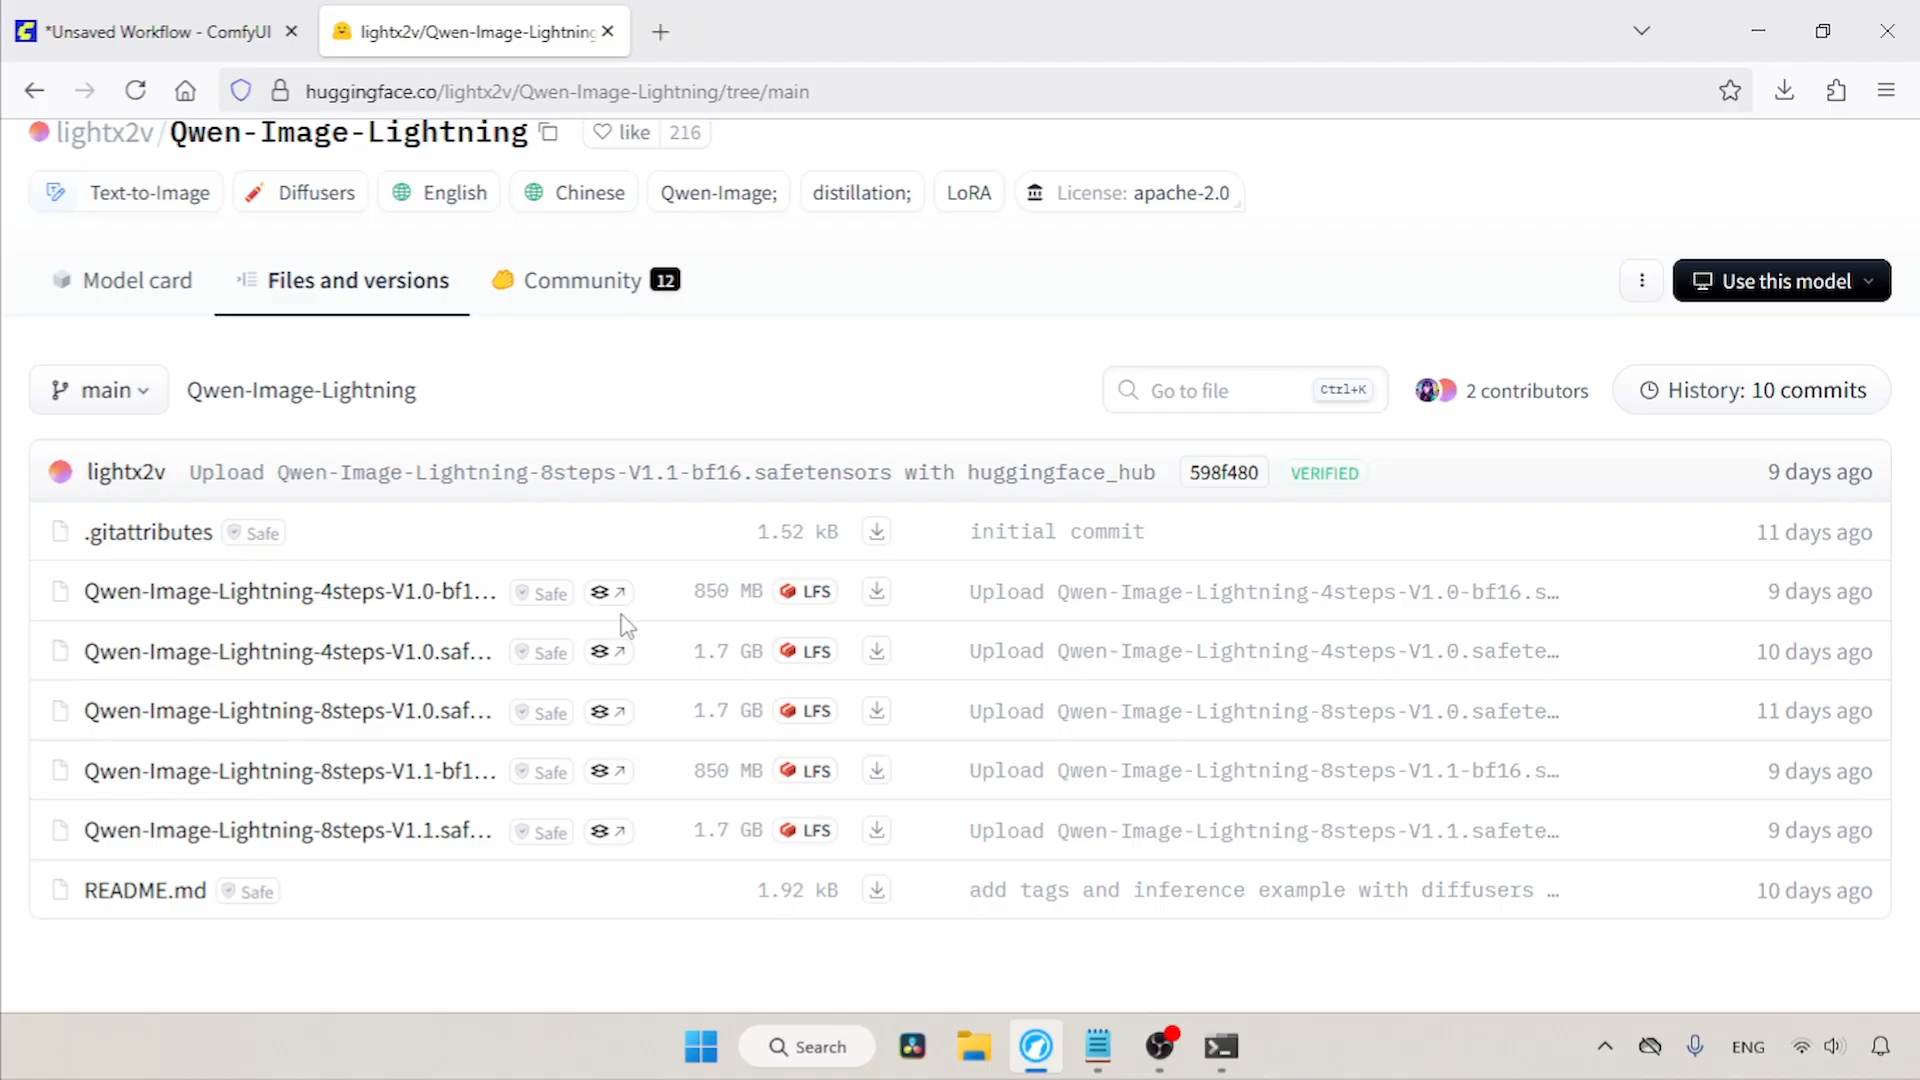 *Unsaved Workflow - ComfyUI
lightx2v/Qwen-Image-Lightning
huggingface.co/lightx2v/Qwen-Image-Lightning/tree/main
lightx2v/Qwen-Image-Lightning like 216
Text-to-Image Diffusers English Chinese Qwen-Image; distillation; LoRA License: apache-2.0
Model card Files and versions Community 12 Use this model
main Qwen-Image-Lightning Go to file Ctrl+K 2 contributors History: 10 commits
lightx2v Upload Qwen-Image-Lightning-8steps-V1.1-bf16.safetensors with huggingface_hub 598f480 VERIFIED 9 days ago
.gitattributes Safe 1.52 kB initial commit 11 days ago
Qwen-Image-Lightning-4steps-V1.0-bf1... Safe 850 MB LFS Upload Qwen-Image-Lightning-4steps-V1.0-bf16.s… 9 days ago
Qwen-Image-Lightning-4steps-V1.0.saf... Safe 1.7 GB LFS Upload Qwen-Image-Lightning-4steps-V1.0.safete… 10 days ago
Qwen-Image-Lightning-8steps-V1.0.saf... Safe 1.7 GB LFS Upload Qwen-Image-Lightning-8steps-V1.0.safete… 11 days ago
Qwen-Image-Lightning-8steps-V1.1-bf1... Safe 850 MB LFS Upload Qwen-Image-Lightning-8steps-V1.1-bf16.s… 9 days ago
Qwen-Image-Lightning-8steps-V1.1.saf... Safe 1.7 GB LFS Upload Qwen-Image-Lightning-8steps-V1.1.safete… 9 days ago
README.md Safe 1.92 kB add tags and inference example with diffusers … 10 days ago
Search ENG